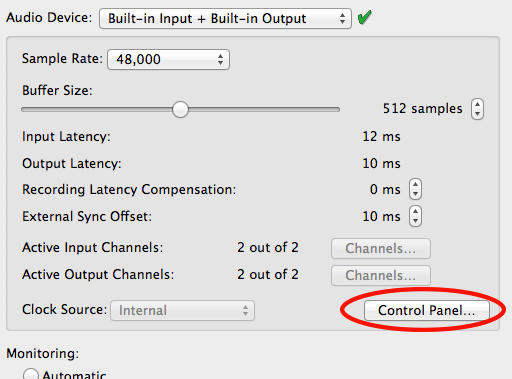 Audio Device: Built-in Input + Built-in Output
Sample Rate: 48,000
Buffer Size:
512 samples
Input Latency: 12 ms
Output Latency: 10 ms
Recording Latency Compensation: 0 ms
External Sync Offset: 10 ms
Active Input Channels: 2 out of 2 Channels...
Active Output Channels: 2 out of 2 Channels...
Clock Source: Internal Control Panel...
Monitoring:
Automatic